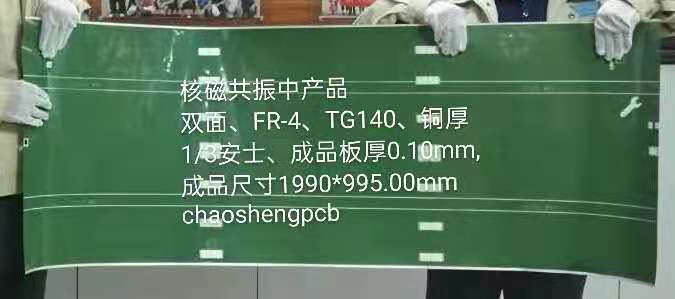 核磁共振中产品
双面、FR-4、TG140、铜厚
1/3安士、成品板厚0.10mm,
成品尺寸1990*995.00mm
chaoshengpcb